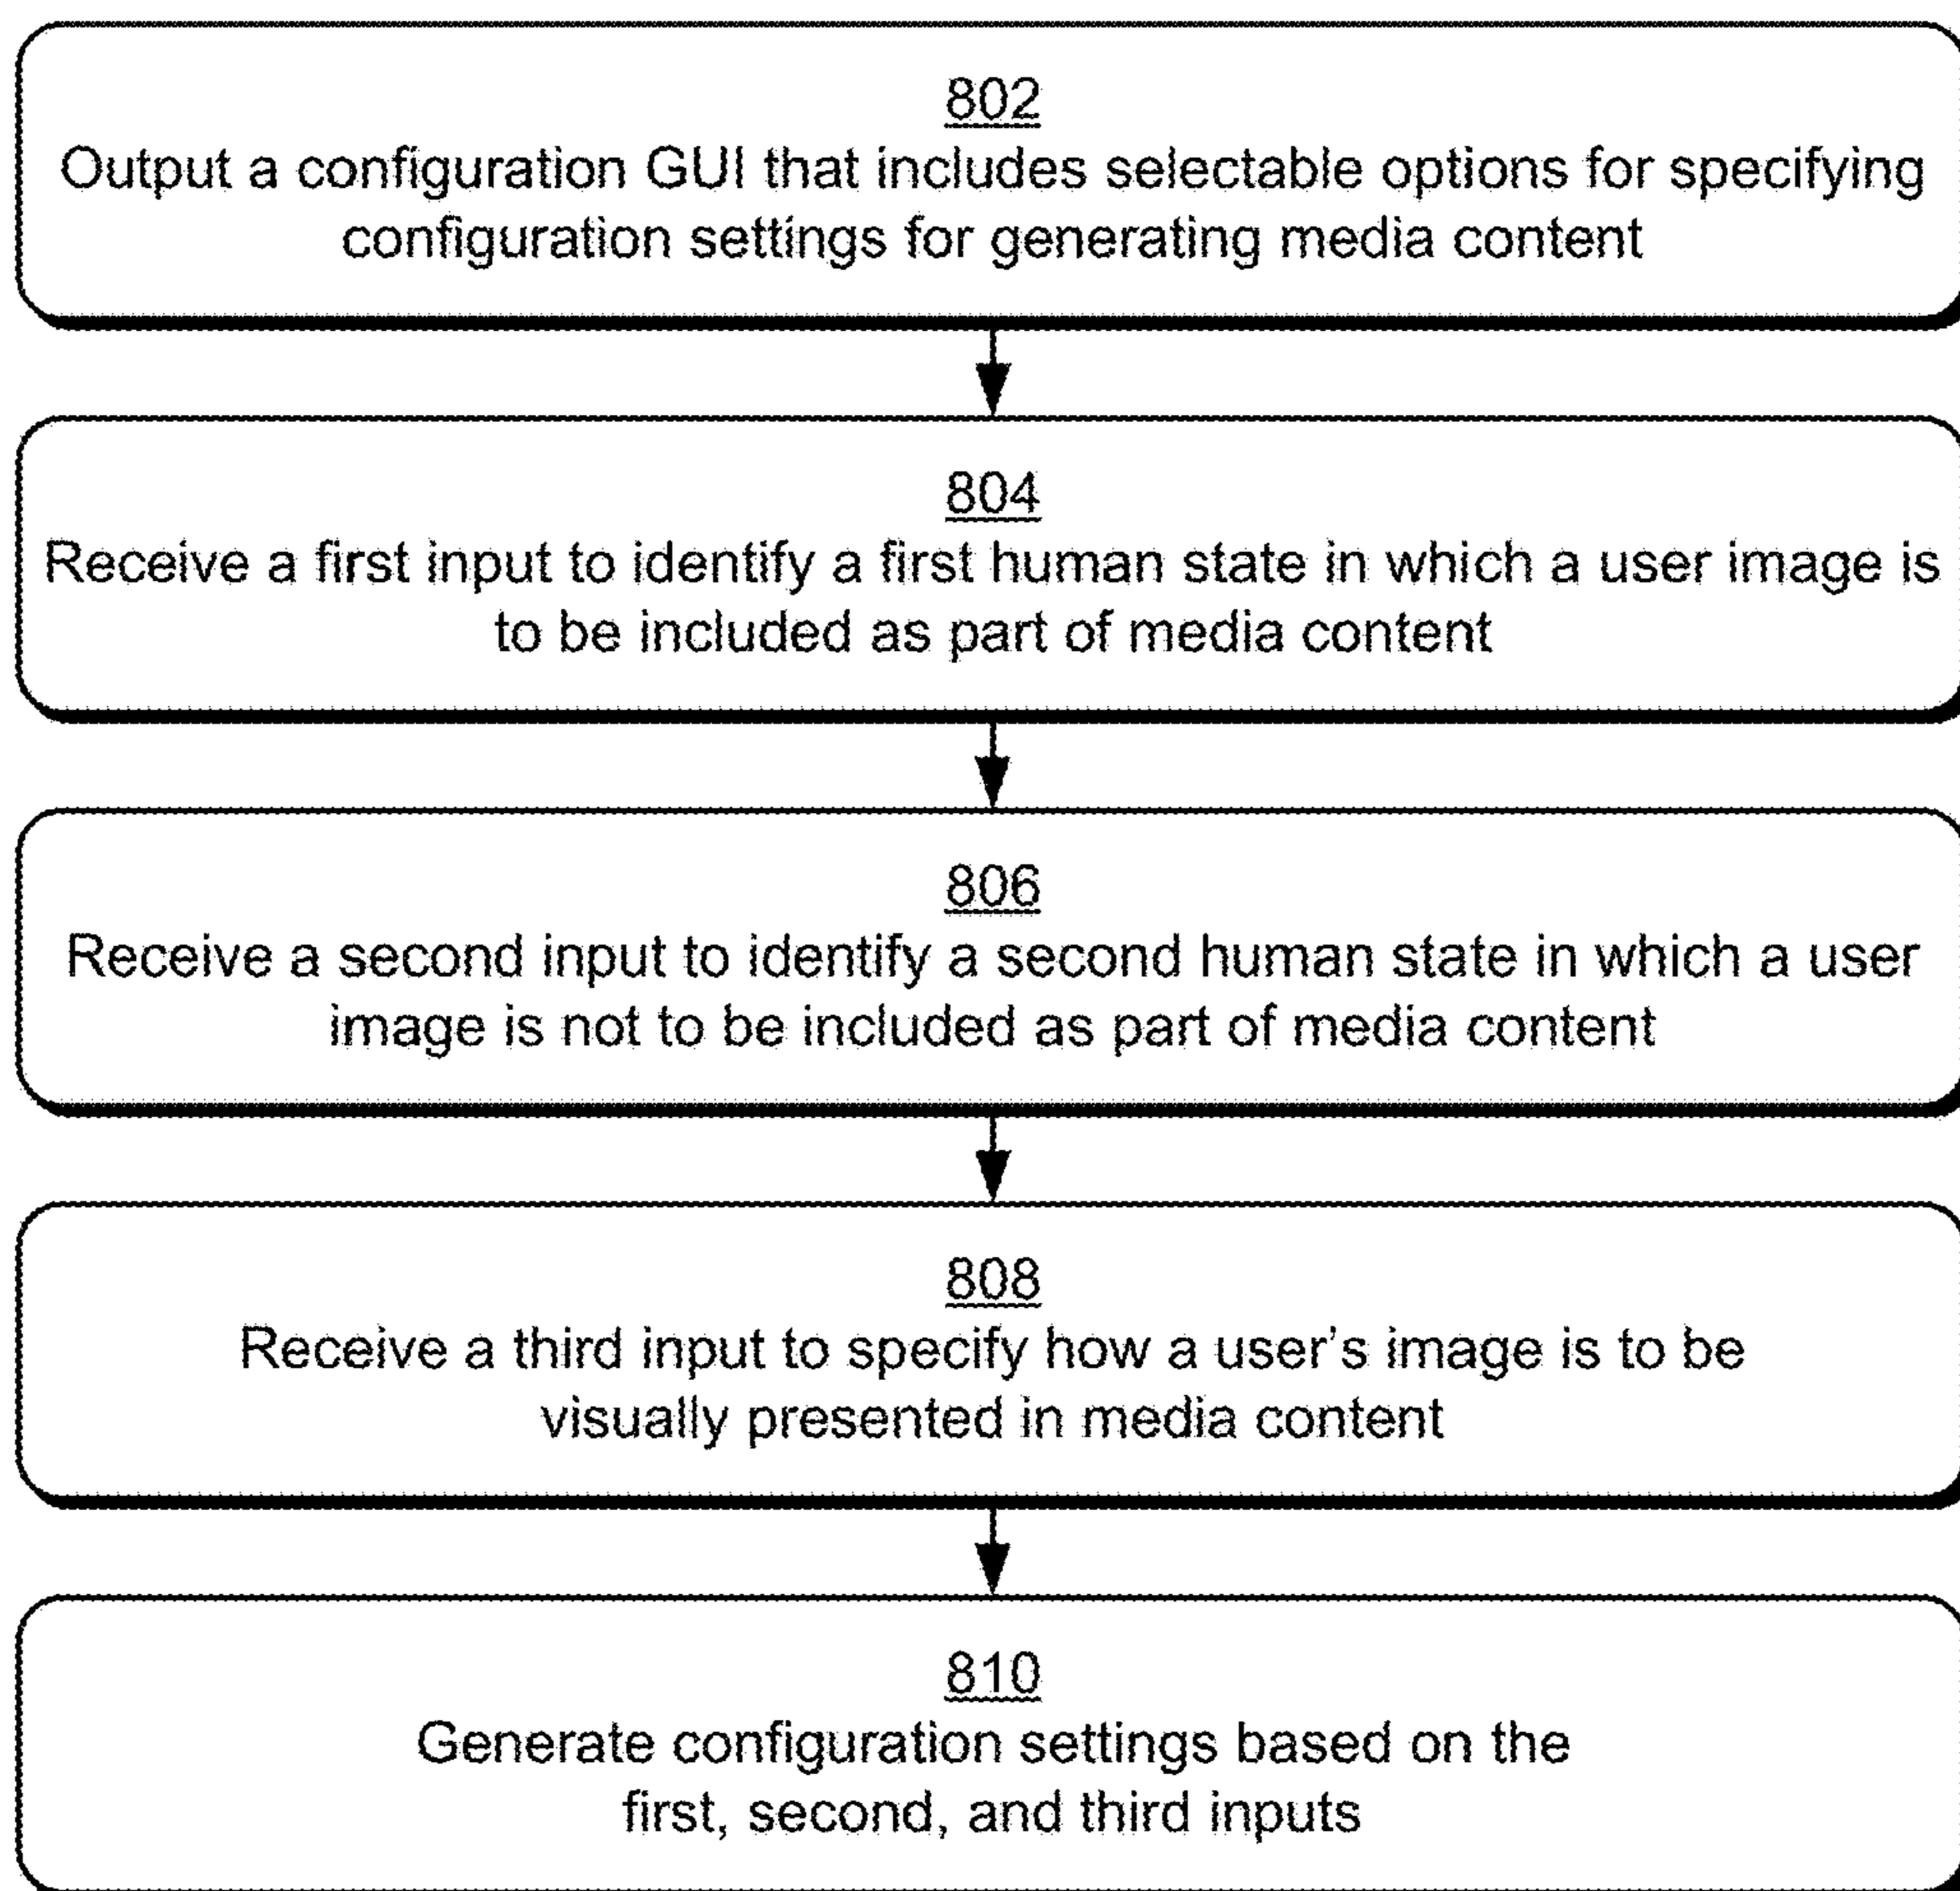 802
Output a configuration GUI that includes selectable options for specifying
configuration settings for generating media content
804
Receive a first input to identify a first human state in which a user image is
to be included as part of media content
806
Receive a second input to identify a second human state in which a user
image is not to be included as part of media content
808
Receive a third input to specify how a user’s image is to be
visually presented in media content
810
Generate configuration settings based on the
first, second, and third inputs